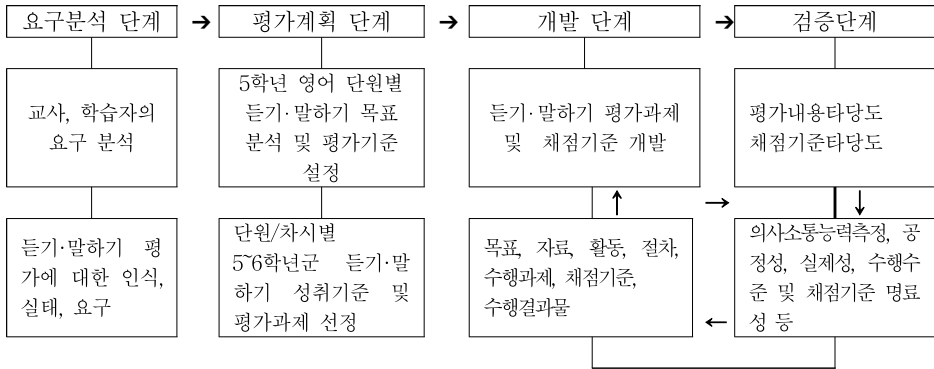 요구분석 단계 → 평가계획 단계 → 개발 단계 → 검증단계
교사, 학습자의
요구 분석
5학년 영어 단원별
듣기·말하기 목표
분석 및 평가기준
설정
듣기·말하기 평가과제
및 채점기준 개발
평가내용타당도
채점기준타당도
듣기·말하기 평
가에 대한 인식,
실태, 요구
단원/차시별
5~6학년군 듣기·말
하기 성취기준 및
평가과제 선정
목표, 자료, 활동, 절차,
수행과제, 채점기준,
수행결과물
의사소통능력측정, 공
정성, 실제성, 수행수
준 및 채점기준 명료
성 등